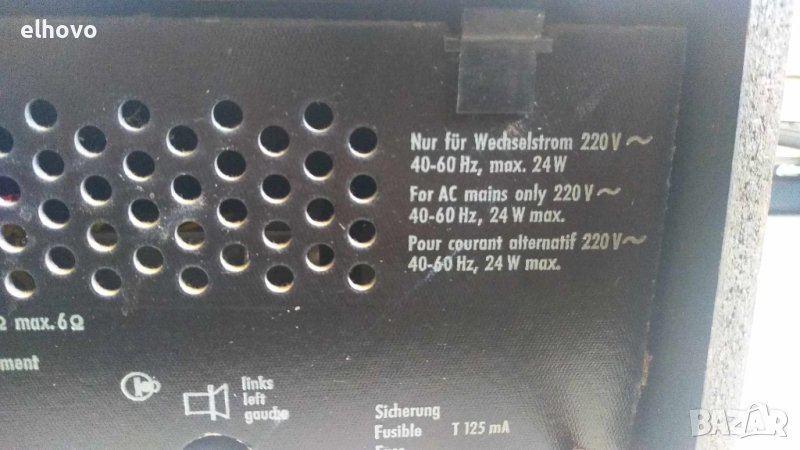 elhovo
Nur für Wechselstrom 220 V ~
40-60 Hz, max. 24 W
For AC mains only 220 V ~
40-60 Hz, 24 W max.
Pour courant alternatif 220 V ~
40-60 Hz, 24 W max.
Ω max. 6 Ω
links
left
gauche
Sicherung
Fusible T 125 mA
BAZAR